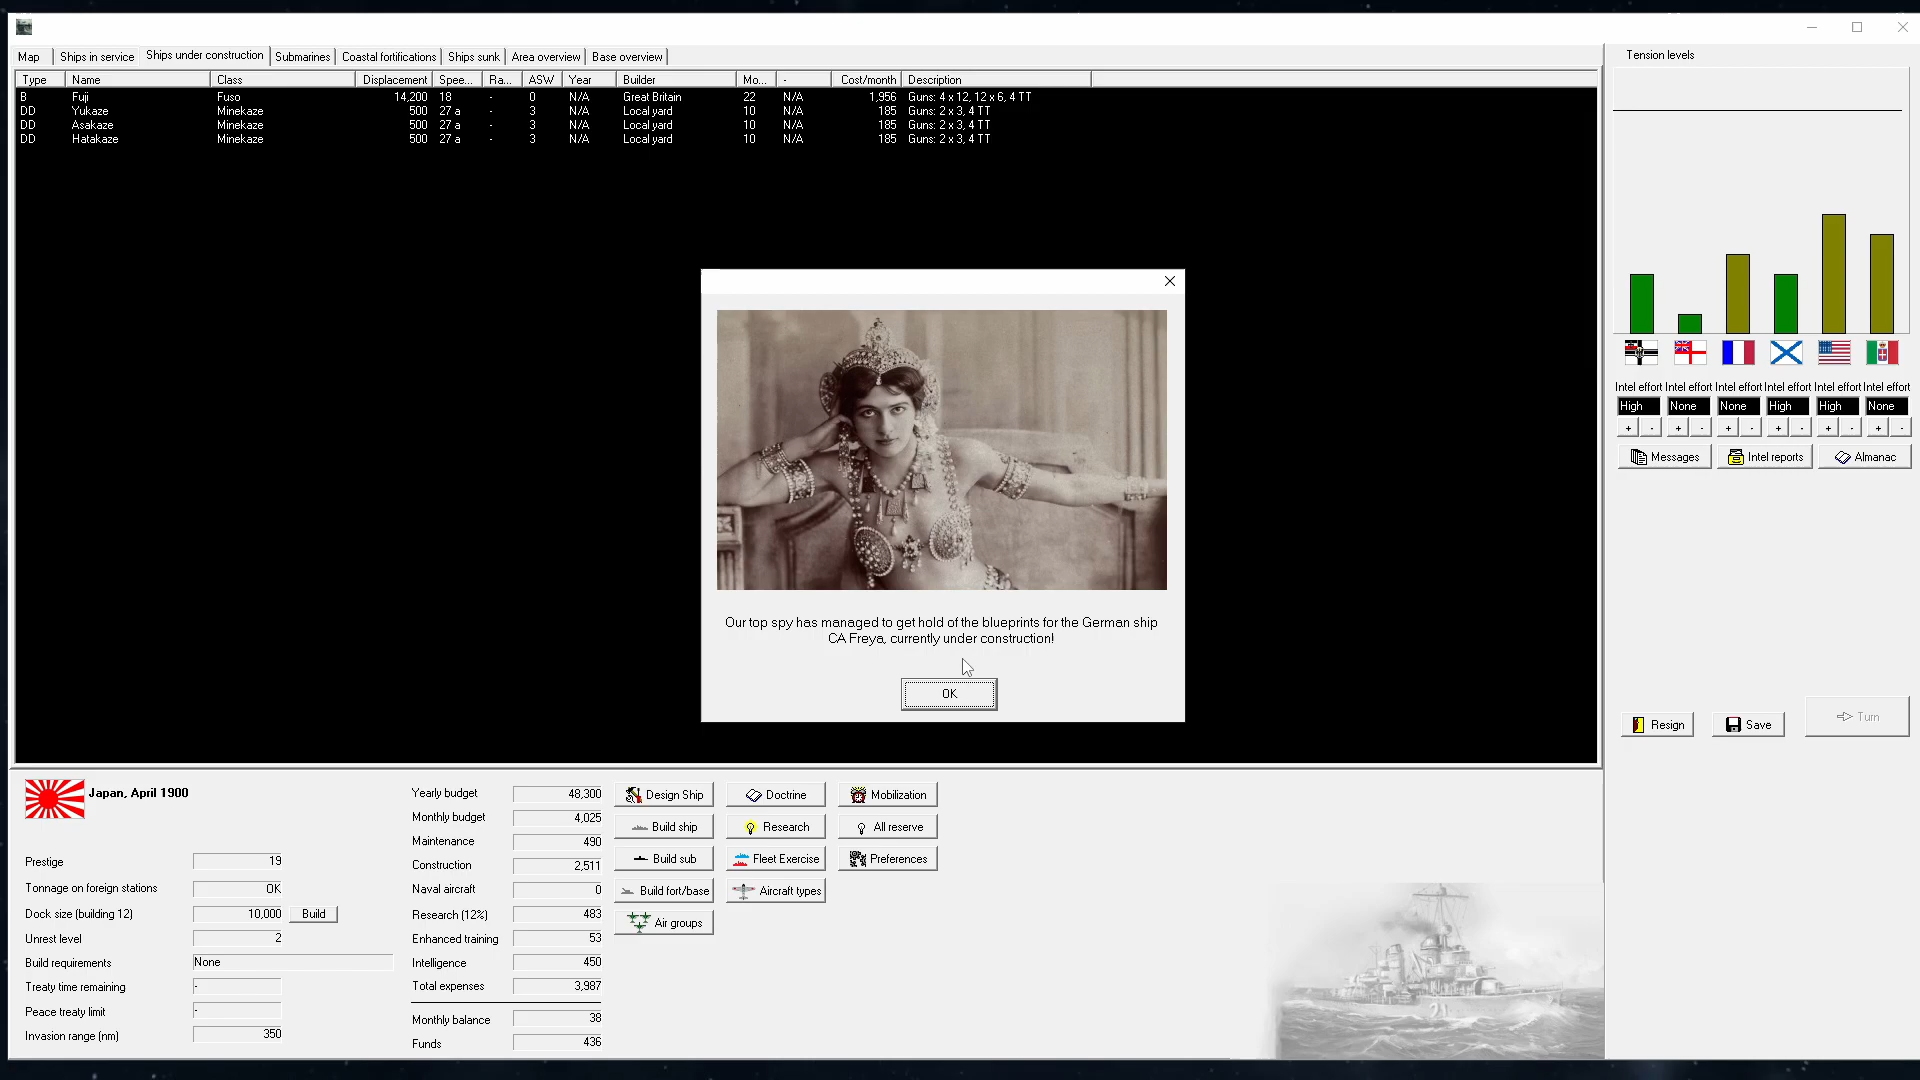 Map Ships in service Ships under construction Submarines Coastal fortifications Ships sunk Area overview Base overview
Type Name Class Displacement Spee... Ra... ASW Year Builder Mo... - Cost/month Description
B Fuji Fuso 14,200 18 - 0 N/A Great Britain 22 N/A 1,956 Guns: 4 x 12, 12 x 6, 4 TT
DD Yukaze Minekaze 500 27 a - 3 N/A Local yard 10 N/A 185 Guns: 2 x 3, 4 TT
DD Asakaze Minekaze 500 27 a - 3 N/A Local yard 10 N/A 185 Guns: 2 x 3, 4 TT
DD Hatakaze Minekaze 500 27 a - 3 N/A Local yard 10 N/A 185 Guns: 2 x 3, 4 TT
Our top spy has managed to get hold of the blueprints for the German ship
CA Freya, currently under construction!
OK
Tension levels
Intel effort Intel effort Intel effort Intel effort Intel effort Intel effort
High None None High High None
+ - + - + - + - + - + -
Messages Intel reports Almanac
Resign Save Turn
Japan, April 1900
Prestige 19
Tonnage on foreign stations OK
Dock size (building 12) 10,000 Build
Unrest level 2
Build requirements None
Treaty time remaining -
Peace treaty limit -
Invasion range (nm) 350
Yearly budget 48,300
Monthly budget 4,025
Maintenance 490
Construction 2,511
Naval aircraft 0
Research (12%) 483
Enhanced training 53
Intelligence 450
Total expenses 3,987
Monthly balance 38
Funds 436
Design Ship Doctrine Mobilization
Build ship Research All reserve
Build sub Fleet Exercise Preferences
Build fort/base Aircraft types
Air groups